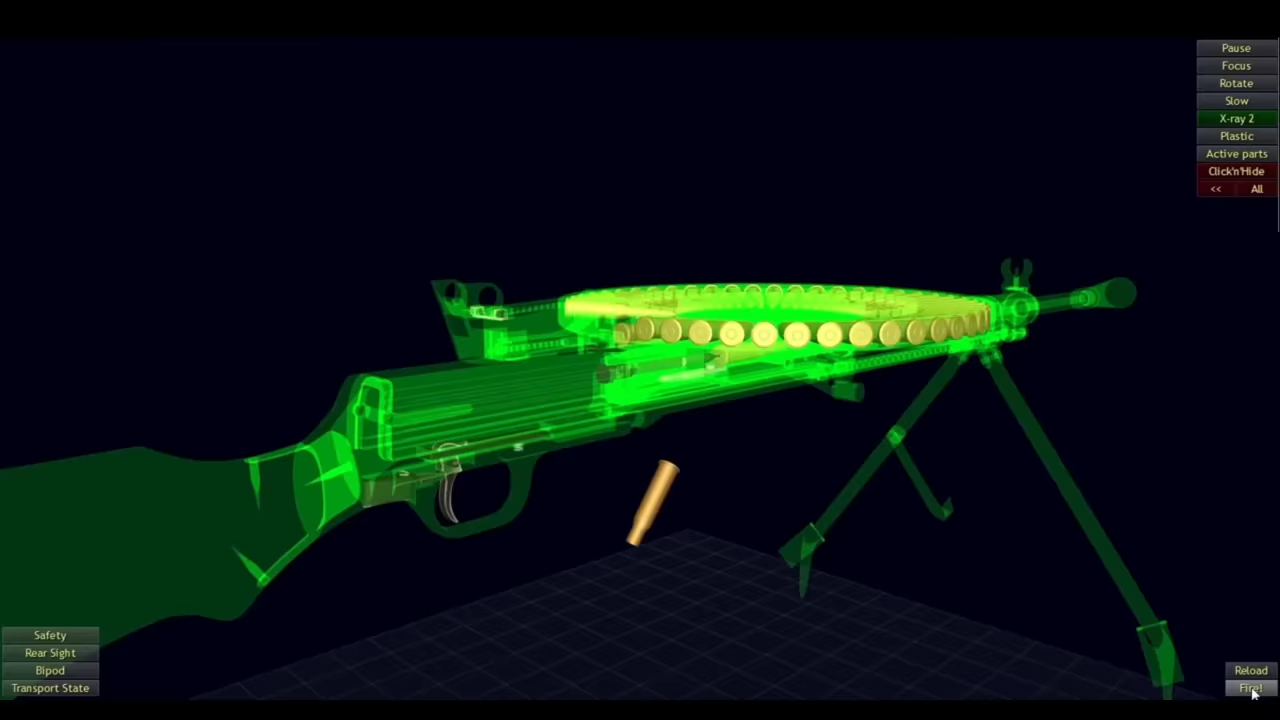 Pause
Focus
Rotate
Slow
X-ray 2
Plastic
Active parts
Click'n'Hide
<< All
Safety
Rear Sight
Bipod
Transport State
Reload
Fire!